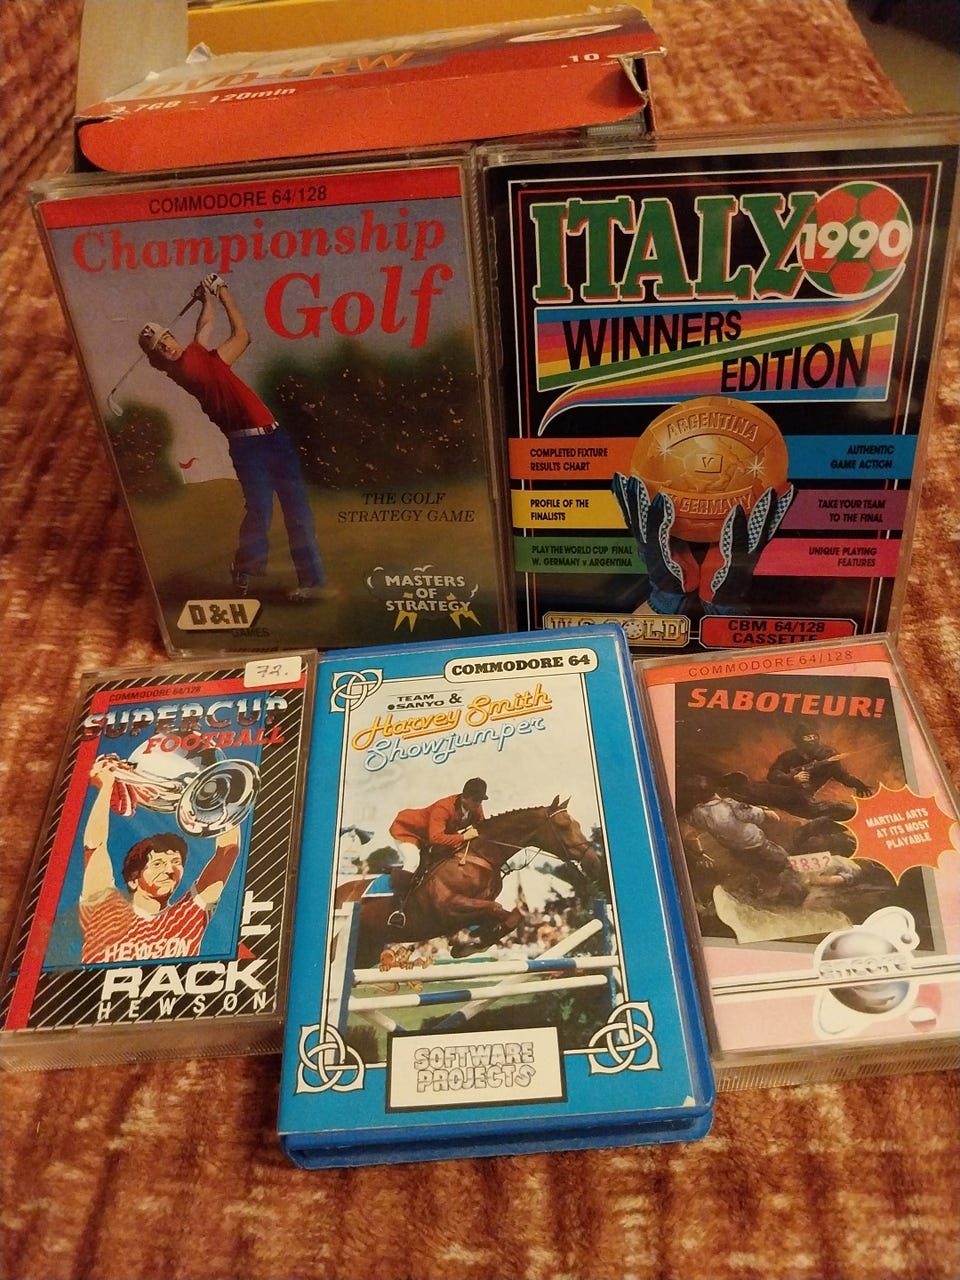 DVD+RW
4.7GB - 120min
10
COMMODORE 64/128
Championship
Golf
THE GOLF
STRATEGY GAME
D&H
GAMES
MASTERS
OF
STRATEGY
ITALY
1990
WINNERS
EDITION
ARGENTINA
V
W. GERMANY
COMPLETED FIXTURE
RESULTS CHART
PROFILE OF THE
FINALISTS
PLAY THE WORLD CUP FINAL
W. GERMANY v ARGENTINA
AUTHENTIC
GAME ACTION
TAKE YOUR TEAM
TO THE FINAL
UNIQUE PLAYING
FEATURES
U.S. GOLD
CBM 64/128
CASSETTE
72.
COMMODORE 64/128
SUPERCUP
FOOTBALL
HEWSON
RACK
HEWSON
COMMODORE 64
TEAM
SANYO &
Harvey Smith
Showjumper
SOFTWARE
PROJECTS
COMMODORE 64/128
SABOTEUR!
MARTIAL ARTS
AT ITS MOST
PLAYABLE
8832
encore